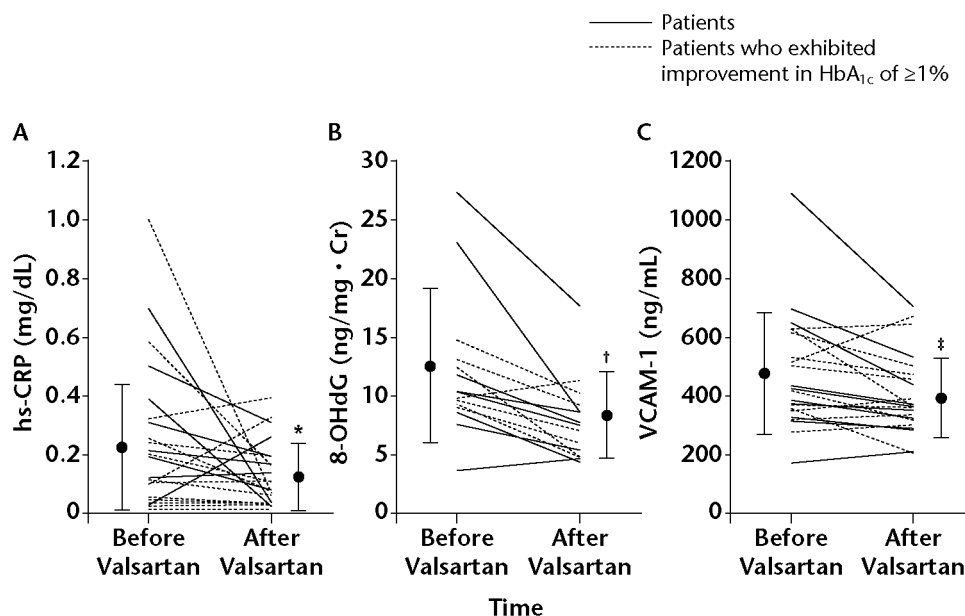 Patients
Patients who exhibited
improvement in HbA1c of ≥1%
A
hs-CRP (mg/dL)
1.2
1.0
0.8
0.6
0.4
0.2
0
*
Before
Valsartan
After
Valsartan
B
8-OHdG (ng/mg • Cr)
30
25
20
15
10
5
0
†
Before
Valsartan
After
Valsartan
C
VCAM-1 (ng/mL)
1200
1000
800
600
400
200
0
‡
Before
Valsartan
After
Valsartan
Time